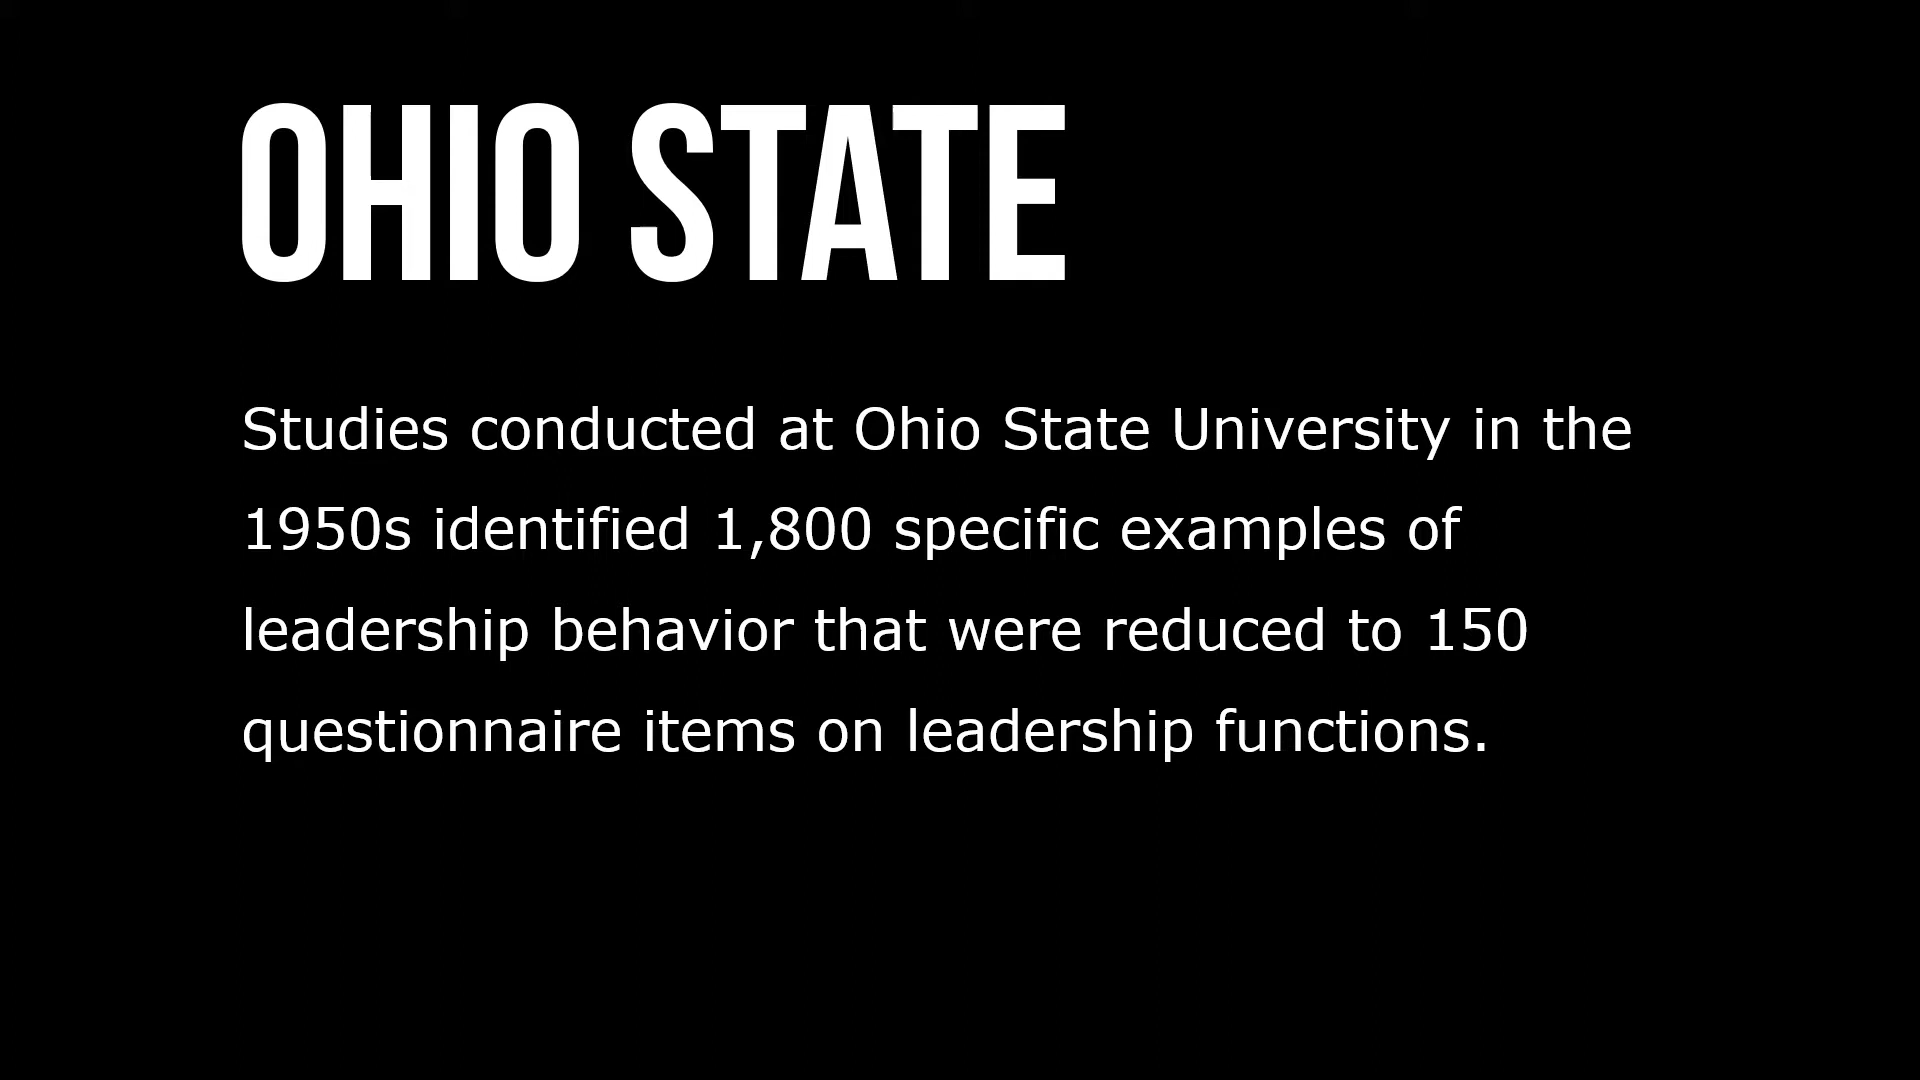 OHIO STATE
Studies conducted at Ohio State University in the
1950s identified 1,800 specific examples of
leadership behavior that were reduced to 150
questionnaire items on leadership functions.